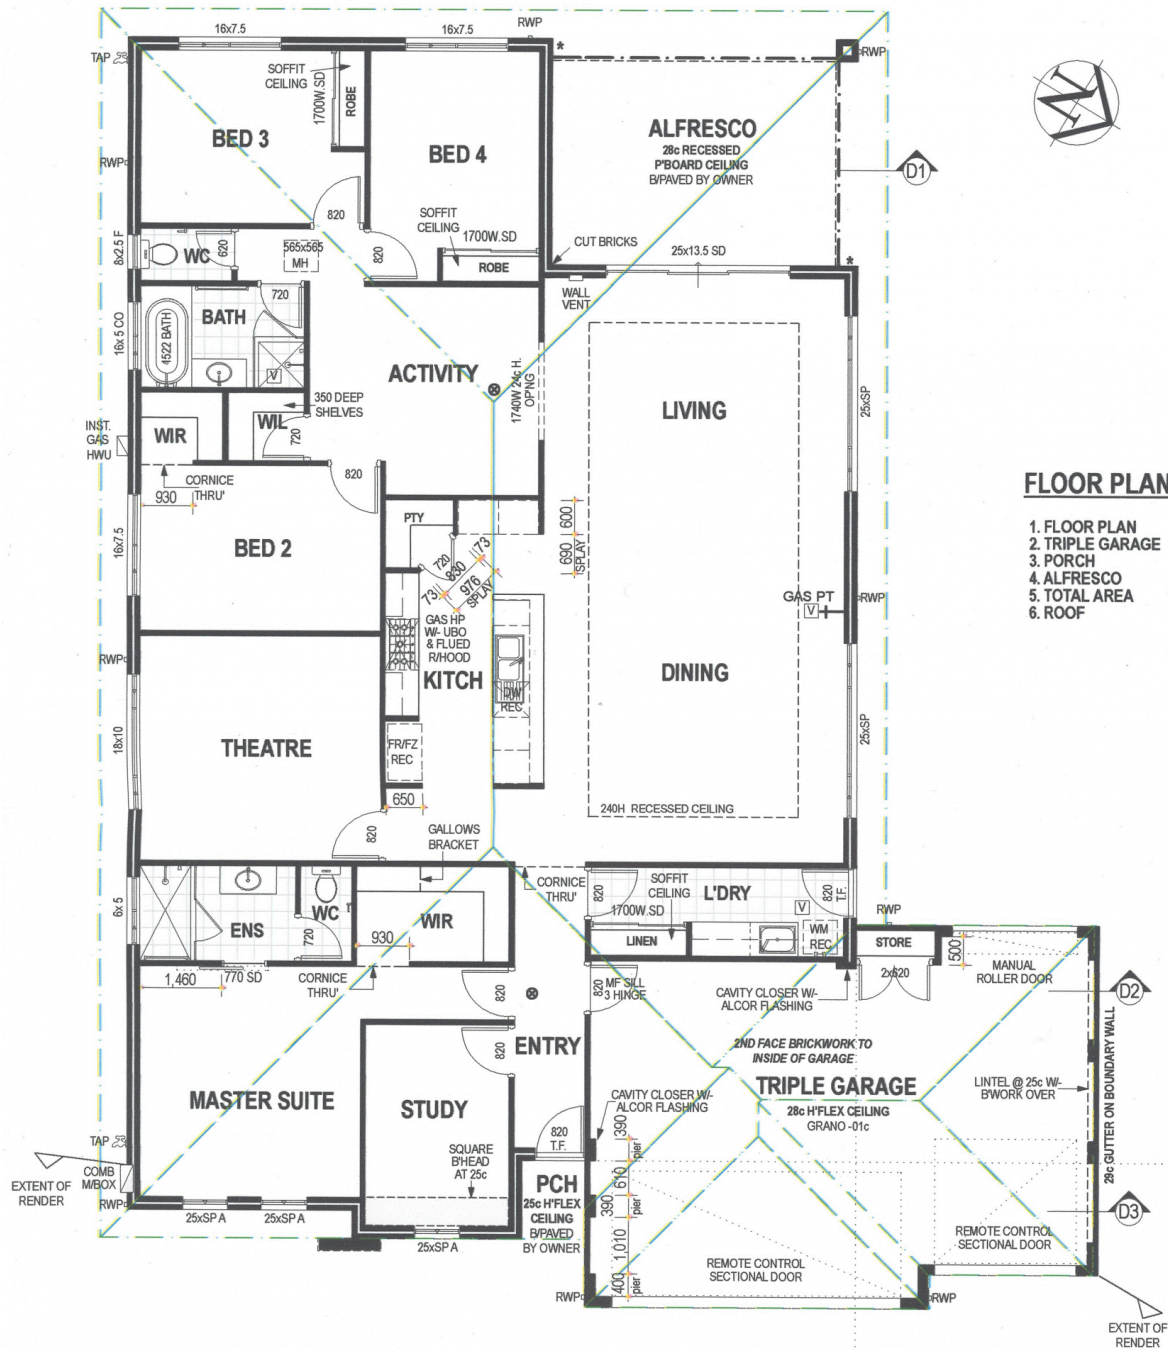 16x7.5
16x7.5
RWP
TAP
SOFFIT
CEILING
1700W.SD
ROBE
*
RWP
N
BED 3
BED 4
ALFRESCO
28c RECESSED
P'BOARD CEILING
B/PAVED BY OWNER
D1
RWP
820
SOFFIT
CEILING
1700W.SD
ROBE
8x2.5 F
WC
620
565x565
MH
820
CUT BRICKS
25x13.5 SD
*
WALL
VENT
720
BATH
4522 BATH
16x 5 CO
V
ACTIVITY
1740W 24c H.
OP'NG
LIVING
25xSP
350 DEEP
SHELVES
INST.
GAS
HWU
WIR
WIL
720
CORNICE
THRU'
930
820
FLOOR PLAN
1. FLOOR PLAN
2. TRIPLE GARAGE
3. PORCH
4. ALFRESCO
5. TOTAL AREA
6. ROOF
16x7.5
BED 2
PTY
720
73
830
976
SPLAY
73
600
690
SPLAY
GAS PT
V
RWP
GAS HP
W/- UBO
& FLUED
R/HOOD
KITCH
DW
REC
DINING
RWP
18x10
THEATRE
FR/FZ
REC
25xSP
650
240H RECESSED CEILING
820
GALLOWS
BRACKET
CORNICE
THRU'
820
SOFFIT
CEILING
L'DRY
820
T.F.
6x 5
ENS
WC
720
WIR
930
1700W.SD
LINEN
V
WM
REC
RWP
STORE
500
MANUAL
ROLLER DOOR
1,460
770 SD
CORNICE
THRU'
820
820
MF SILL
3 HINGE
2x620
CAVITY CLOSER W/-
ALCOR FLASHING
D2
820
ENTRY
2ND FACE BRICKWORK TO
INSIDE OF GARAGE
TRIPLE GARAGE
28c H'FLEX CEILING
GRANO -01c
LINTEL @ 25c W/-
B'WORK OVER
29c GUTTER ON BOUNDARY WALL
MASTER SUITE
STUDY
CAVITY CLOSER W/-
ALCOR FLASHING
TAP
820
T.F.
390
pier
610
390
pier
1,010
400
pier
SQUARE
B'HEAD
AT 25c
EXTENT OF
RENDER
COMB
M/BOX
RWP
PCH
25c H'FLEX
CEILING
B/PAVED
BY OWNER
25xSP A
25xSP A
25xSP A
D3
REMOTE CONTROL
SECTIONAL DOOR
REMOTE CONTROL
SECTIONAL DOOR
RWP
RWP
EXTENT OF
RENDER